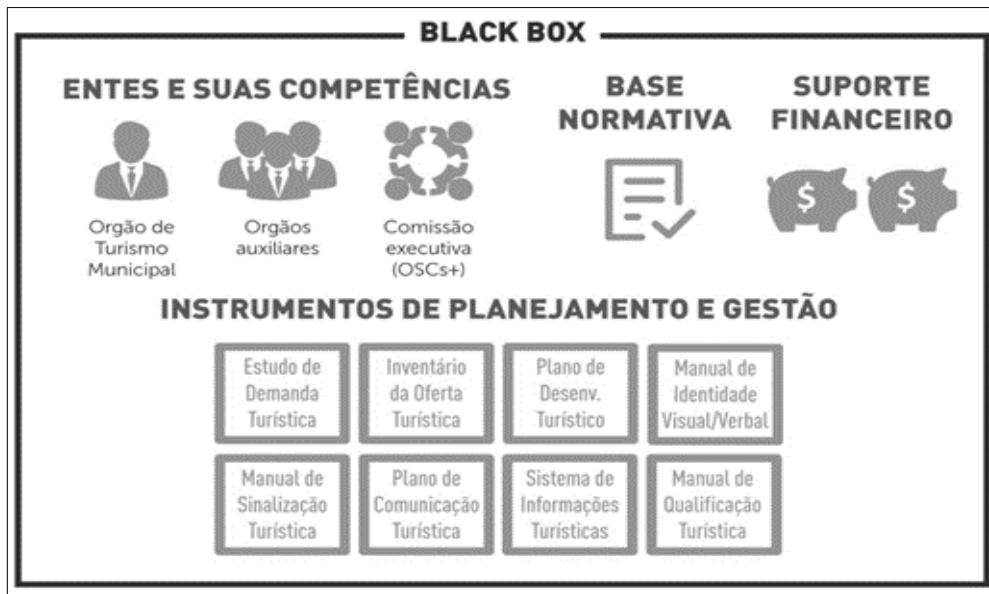 BLACK BOX
ENTES E SUAS COMPETÊNCIAS
Orgão de
Turismo
Municipal
Orgãos
auxiliares
Comissão
executiva
(OSCs+)
BASE
NORMATIVA
SUPORTE
FINANCEIRO
$ $
INSTRUMENTOS DE PLANEJAMENTO E GESTÃO
Estudo de
Demanda
Turística
Inventário
da Oferta
Turística
Plano de
Desenv.
Turístico
Manual de
Identidade
Visual/Verbal
Manual de
Sinalização
Turística
Plano de
Comunicação
Turística
Sistema de
Informações
Turísticas
Manual de
Qualificação
Turística